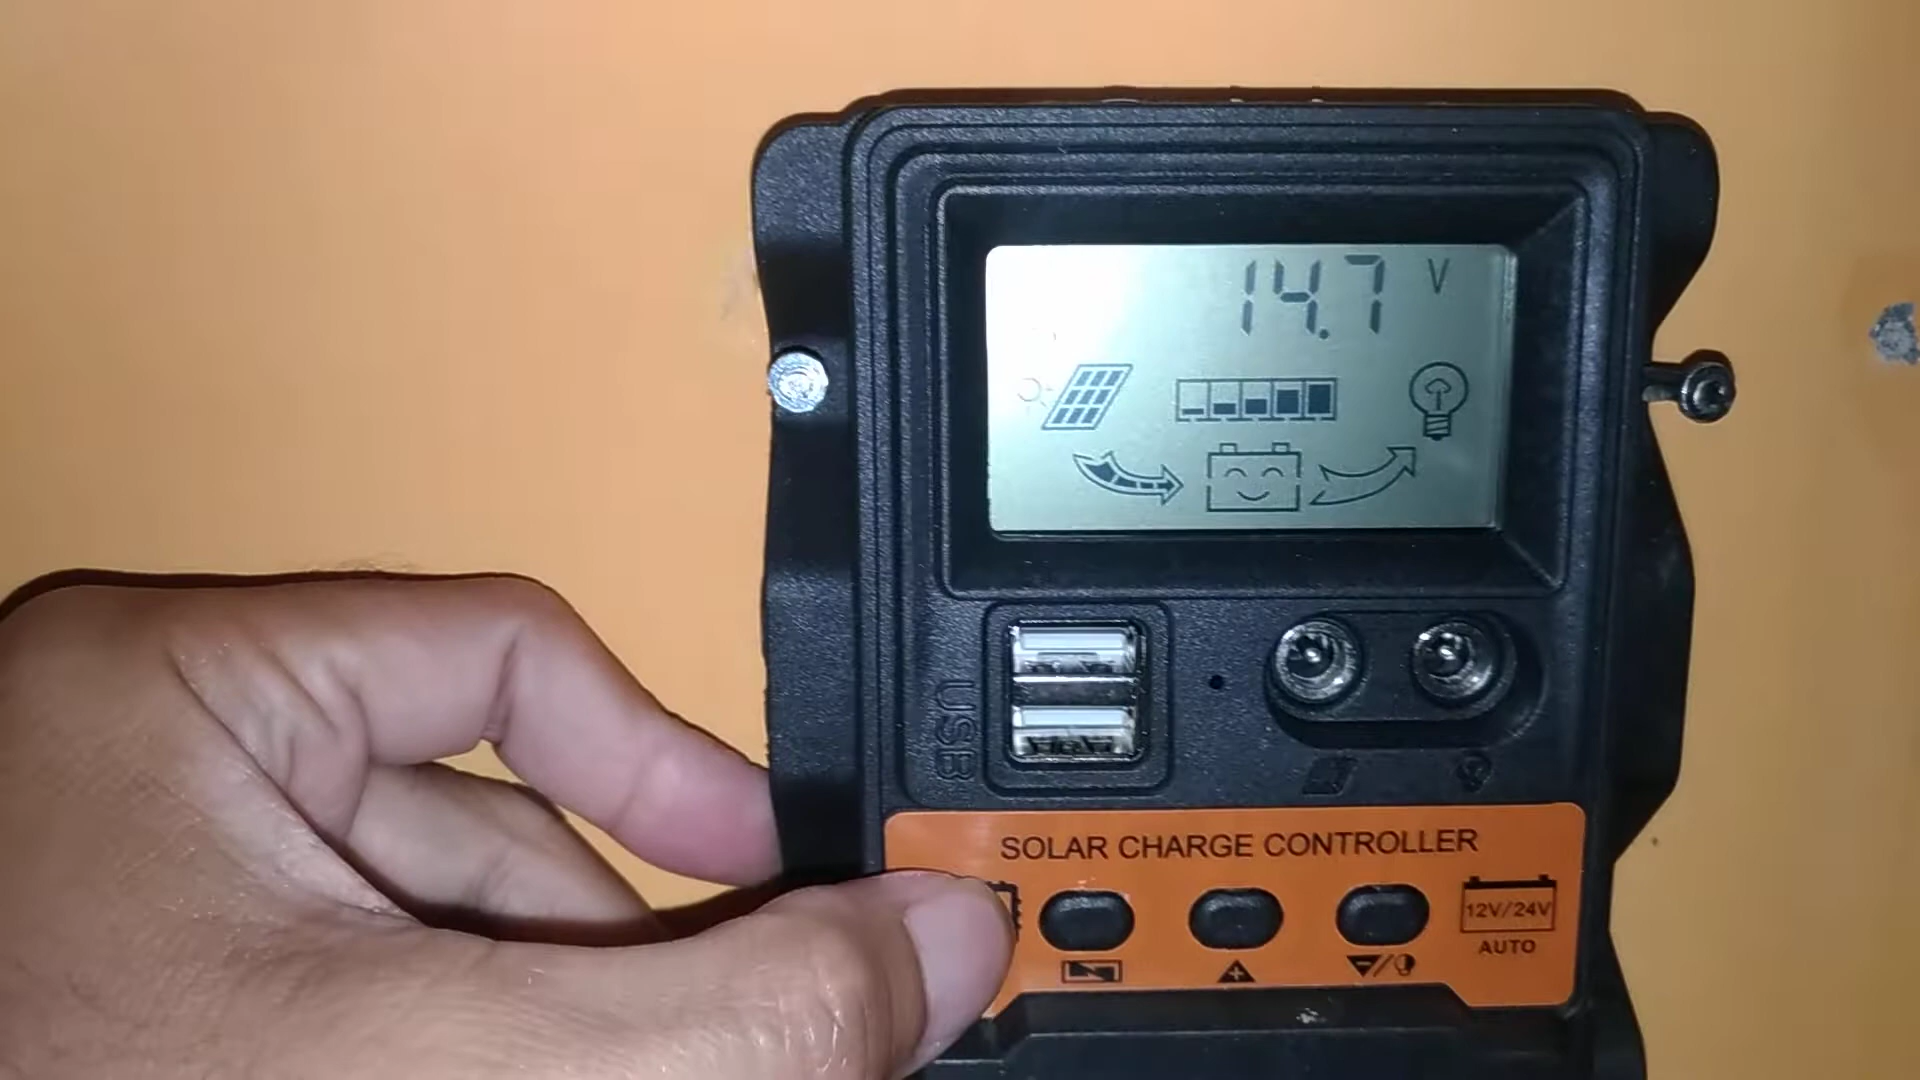 14.7 V
USB
SOLAR CHARGE CONTROLLER
12V/24V
AUTO